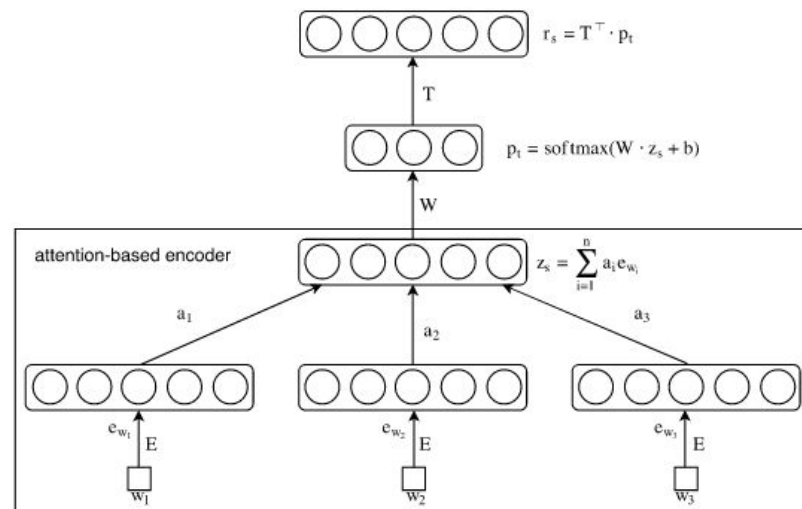 r_s = T^⊤ · p_t
T
p_t = softmax(W · z_s + b)
W
attention-based encoder
z_s = \sum_{i=1}^{n} a_i e_{w_i}
a_1
a_2
a_3
e_{w_1} E
e_{w_2} E
e_{w_3} E
w_1
w_2
w_3